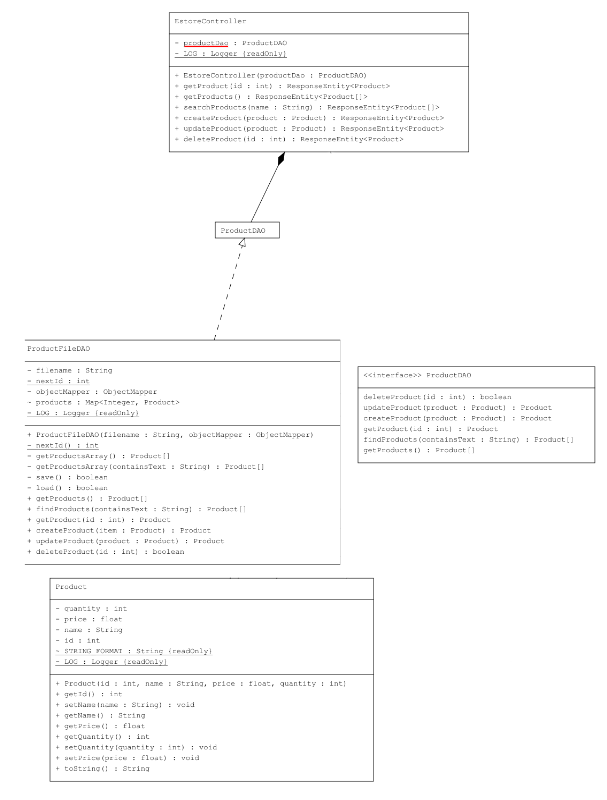 EstoreController
- productDao : ProductDAO
- LOG : Logger {readOnly}
+ EstoreController(productDao : ProductDAO)
+ getProduct(id : int) : ResponseEntity<Product>
+ getProducts() : ResponseEntity<Product[]>
+ searchProducts(name : String) : ResponseEntity<Product[]>
+ createProduct(product : Product) : ResponseEntity<Product>
+ updateProduct(product : Product) : ResponseEntity<Product>
+ deleteProduct(id : int) : ResponseEntity<Product>
ProductDAO
ProductFileDAO
- filename : String
- nextId : int
- objectMapper : ObjectMapper
- products : Map<Integer, Product>
- LOG : Logger {readOnly}
+ ProductFileDAO(filename : String, objectMapper : ObjectMapper)
- nextId() : int
- getProductsArray() : Product[]
- getProductsArray(containsText : String) : Product[]
- save() : boolean
- load() : boolean
+ getProducts() : Product[]
+ findProducts(containsText : String) : Product[]
+ getProduct(id : int) : Product
+ createProduct(item : Product) : Product
+ updateProduct(product : Product) : Product
+ deleteProduct(id : int) : boolean
<<interface>> ProductDAO
deleteProduct(id : int) : boolean
updateProduct(product : Product) : Product
createProduct(product : Product) : Product
getProduct(id : int) : Product
findProducts(containsText : String) : Product[]
getProducts() : Product[]
Product
- quantity : int
- price : float
- name : String
- id : int
~ STRING_FORMAT : String {readOnly}
- LOG : Logger {readOnly}
+ Product(id : int, name : String, price : float, quantity : int)
+ getId() : int
+ setName(name : String) : void
+ getName() : String
+ getPrice() : float
+ getQuantity() : int
+ setQuantity(quantity : int) : void
+ setPrice(price : float) : void
+ toString() : String